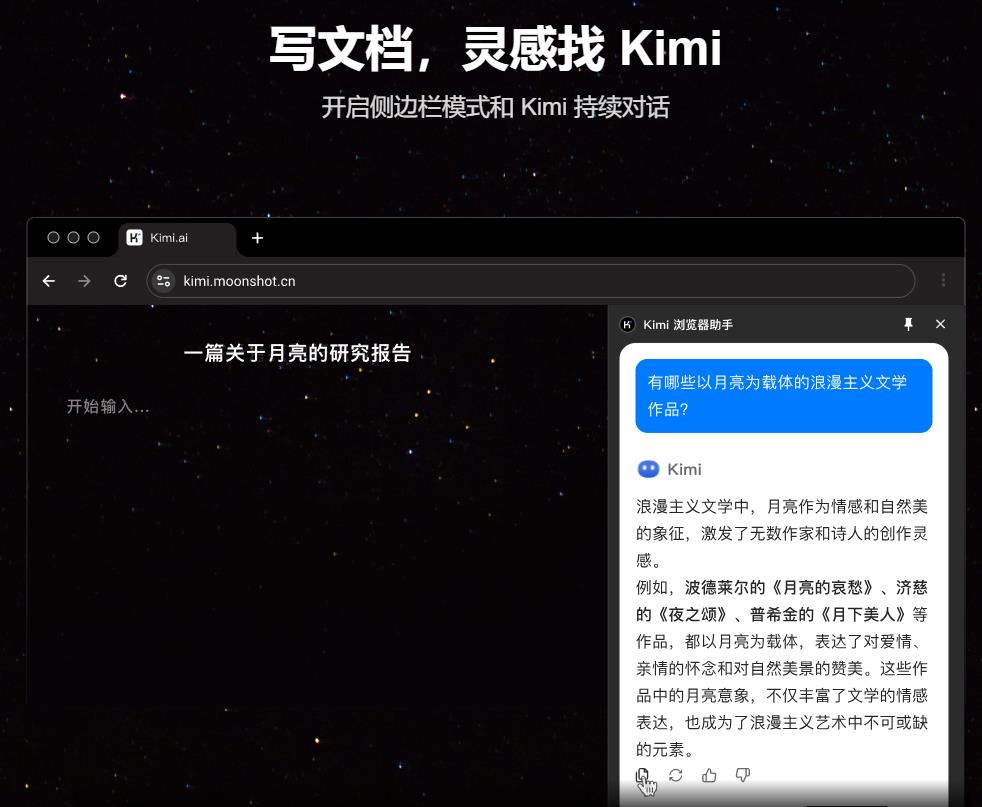 写文档，灵感找 Kimi
开启侧边栏模式和 Kimi 持续对话
Kimi.ai
kimi.moonshot.cn
一篇关于月亮的研究报告
开始输入...
Kimi 浏览器助手
有哪些以月亮为载体的浪漫主义文学
作品?
Kimi
浪漫主义文学中，月亮作为情感和自然美
的象征，激发了无数作家和诗人的创作灵
感。
例如，波德莱尔的《月亮的哀愁》、济慈
的《夜之颂》、普希金的《月下美人》等
作品，都以月亮为载体，表达了对爱情、
亲情的怀念和对自然美景的赞美。这些作
品中的月亮意象，不仅丰富了文学的情感
表达，也成为了浪漫主义艺术中不可或缺
的元素。